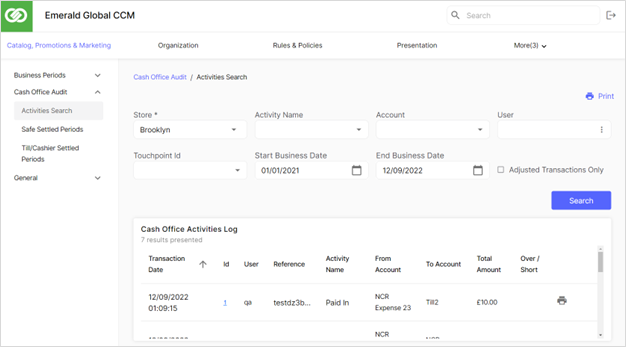 Emerald Global CCM
Search
Catalog, Promotions & Marketing Organization Rules & Policies Presentation More(3)
Business Periods
Cash Office Audit
Activities Search
Safe Settled Periods
Till/Cashier Settled
Periods
General
Cash Office Audit / Activities Search
Print
Store * Activity Name Account User
Brooklyn
Touchpoint Id Start Business Date End Business Date
01/01/2021 12/09/2022 Adjusted Transactions Only
Search
Cash Office Activities Log
7 results presented
Transaction Date Id User Reference Activity Name From Account To Account Total Amount Over / Short
12/09/2022 01:09:15 1 qa testdz3b... Paid In NCR Expense 23 Till2 £10.00
NCR